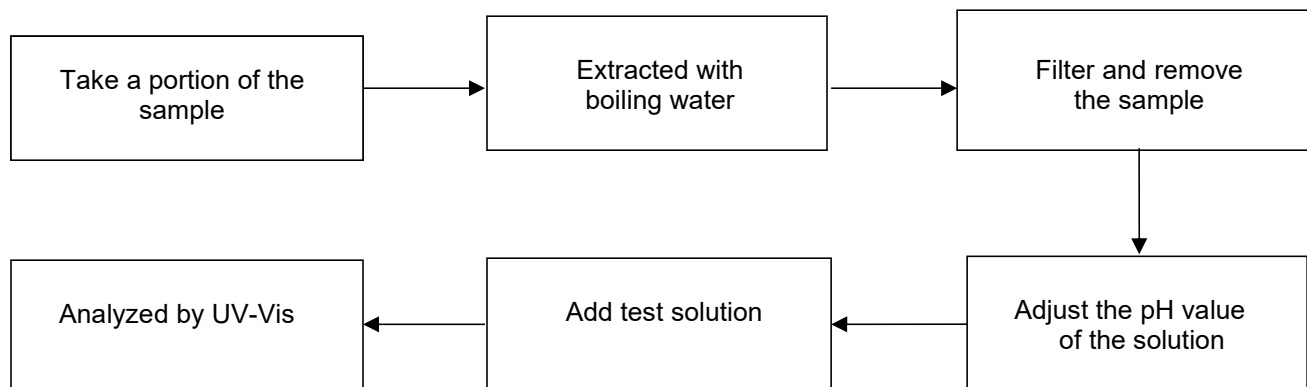 Take a portion of the
sample
Extracted with
boiling water
Filter and remove
the sample
Adjust the pH value
of the solution
Add test solution
Analyzed by UV-Vis